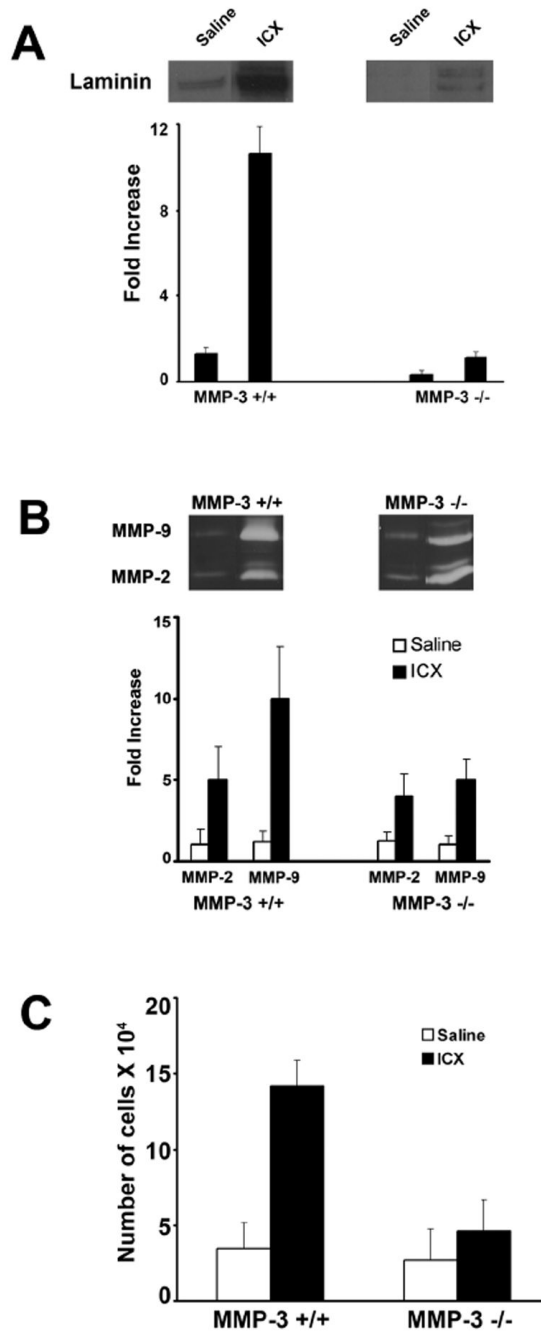 A
Saline ICX Saline ICX
Laminin
Fold Increase
12
8
4
0
MMP-3 +/+ MMP-3 -/-
B
MMP-3 +/+ MMP-3 -/-
MMP-9
MMP-2
Fold Increase
15
10
5
0
Saline
ICX
MMP-2 MMP-9 MMP-2 MMP-9
MMP-3 +/+ MMP-3 -/-
C
Number of cells X 10⁴
20
15
10
5
0
Saline
ICX
MMP-3 +/+ MMP-3 -/-